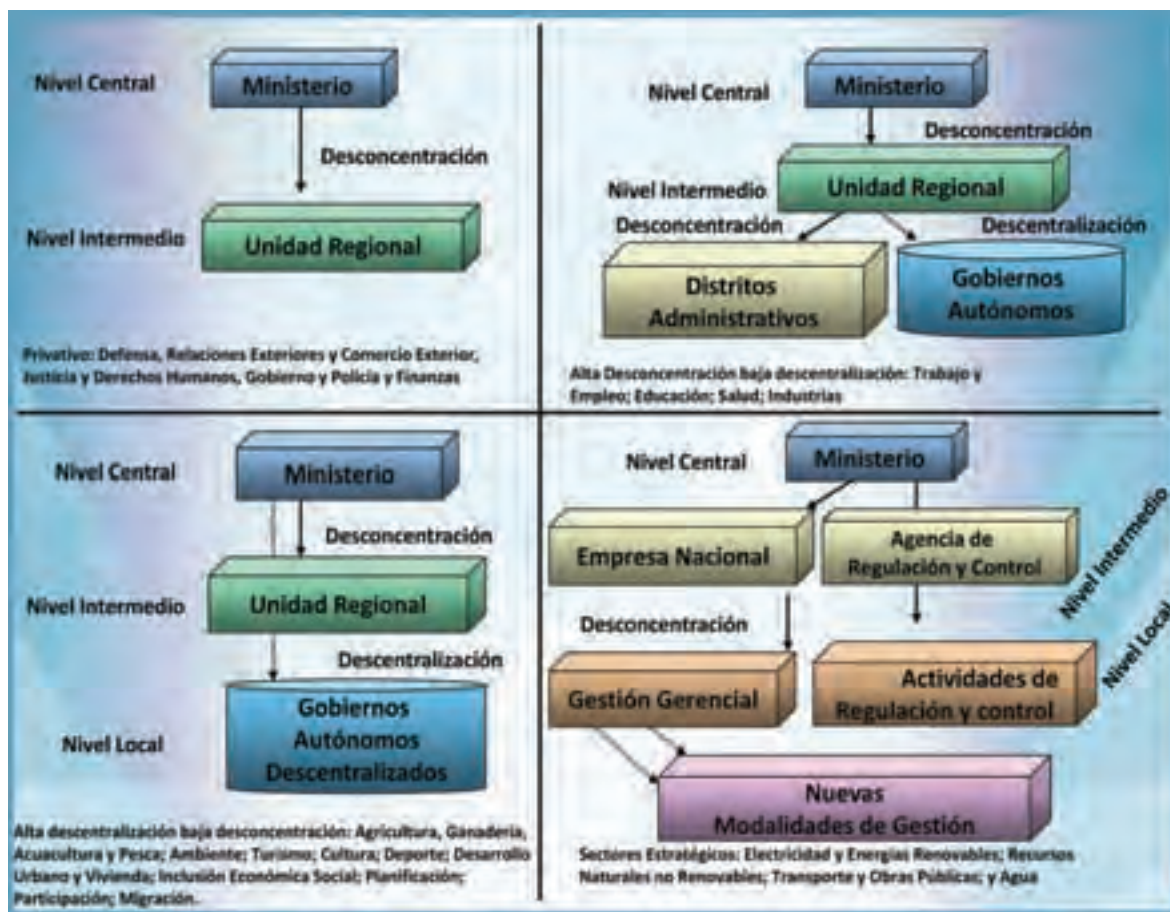 Nivel Central
Ministerio
Desconcentración
Nivel Intermedio
Unidad Regional
Privativo: Defensa, Relaciones Exteriores y Comercio Exterior,
Justicia y Derechos Humanos, Gobierno y Policía y Finanzas
Nivel Central
Ministerio
Desconcentración
Nivel Intermedio
Unidad Regional
Desconcentración
Descentralización
Distritos
Administrativos
Gobiernos
Autónomos
Alta Desconcentración baja descentralización: Trabajo y
Empleo; Educación; Salud; Industrias
Nivel Central
Ministerio
Desconcentración
Nivel Intermedio
Unidad Regional
Descentralización
Nivel Local
Gobiernos
Autónomos
Descentralizados
Alta descentralización baja desconcentración: Agricultura, Ganadería,
Acuacultura y Pesca; Ambiente; Turismo; Cultura; Deporte; Desarrollo
Urbano y Vivienda; Inclusión Económica Social; Planificación;
Participación; Migración.
Nivel Central
Ministerio
Empresa Nacional
Agencia de
Regulación y Control
Nivel Intermedio
Desconcentración
Gestión Gerencial
Actividades de
Regulación y control
Nivel Local
Nuevas
Modalidades de Gestión
Sectores Estratégicos: Electricidad y Energías Renovables; Recursos
Naturales no Renovables; Transporte y Obras Públicas; y Agua